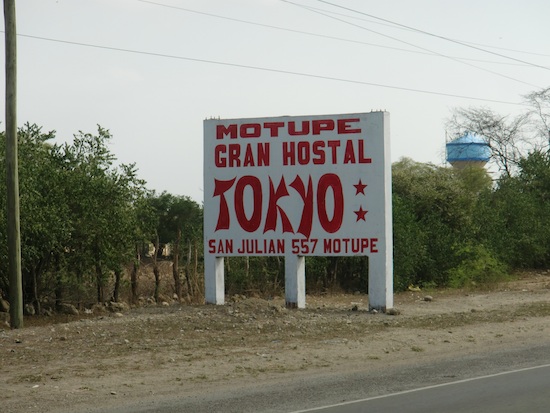 MOTUPE
GRAN HOSTAL
TOKYO
SAN JULIAN 557 MOTUPE